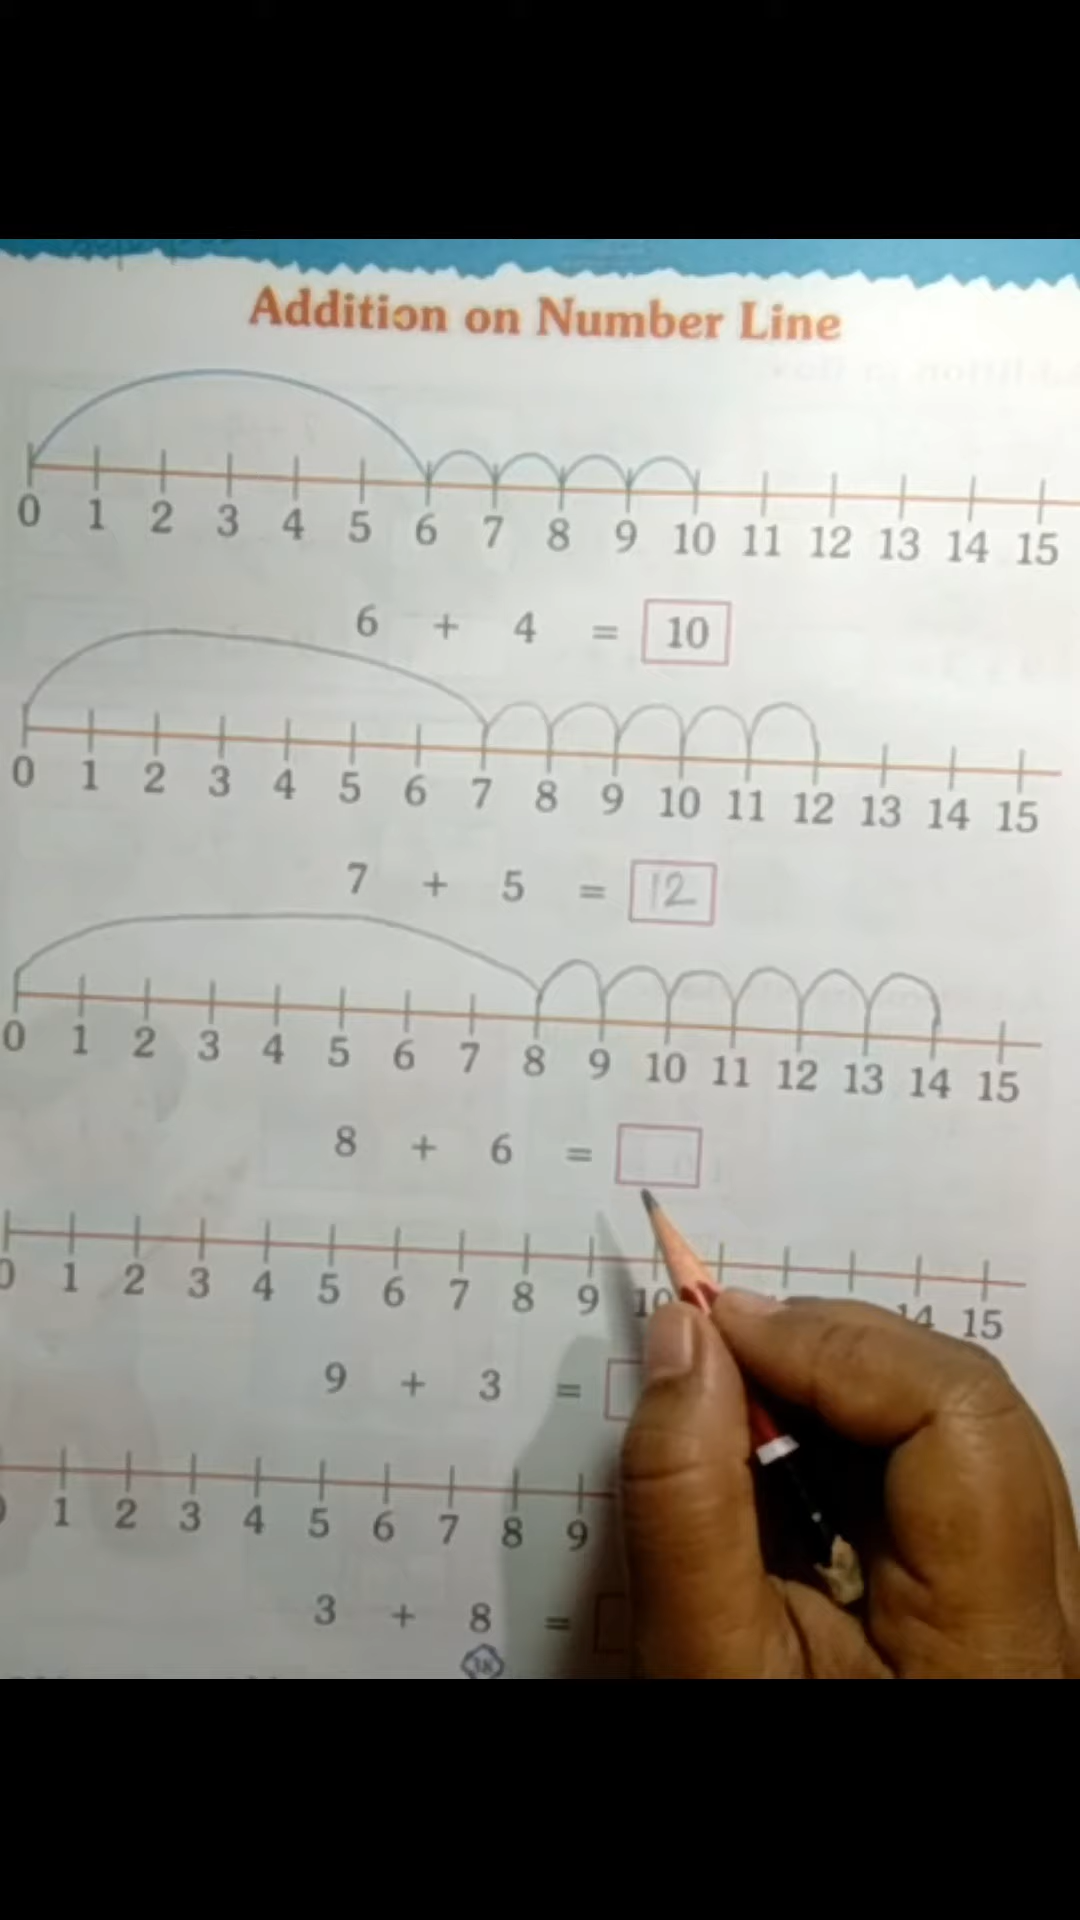 Addition on Number Line
0 1 2 3 4 5 6 7 8 9 10 11 12 13 14 15
6 + 4 = 10
0 1 2 3 4 5 6 7 8 9 10 11 12 13 14 15
7 + 5 = 12
0 1 2 3 4 5 6 7 8 9 10 11 12 13 14 15
8 + 6 =
0 1 2 3 4 5 6 7 8 9 10 14 15
9 + 3 =
1 2 3 4 5 6 7 8 9
3 + 8 =
38